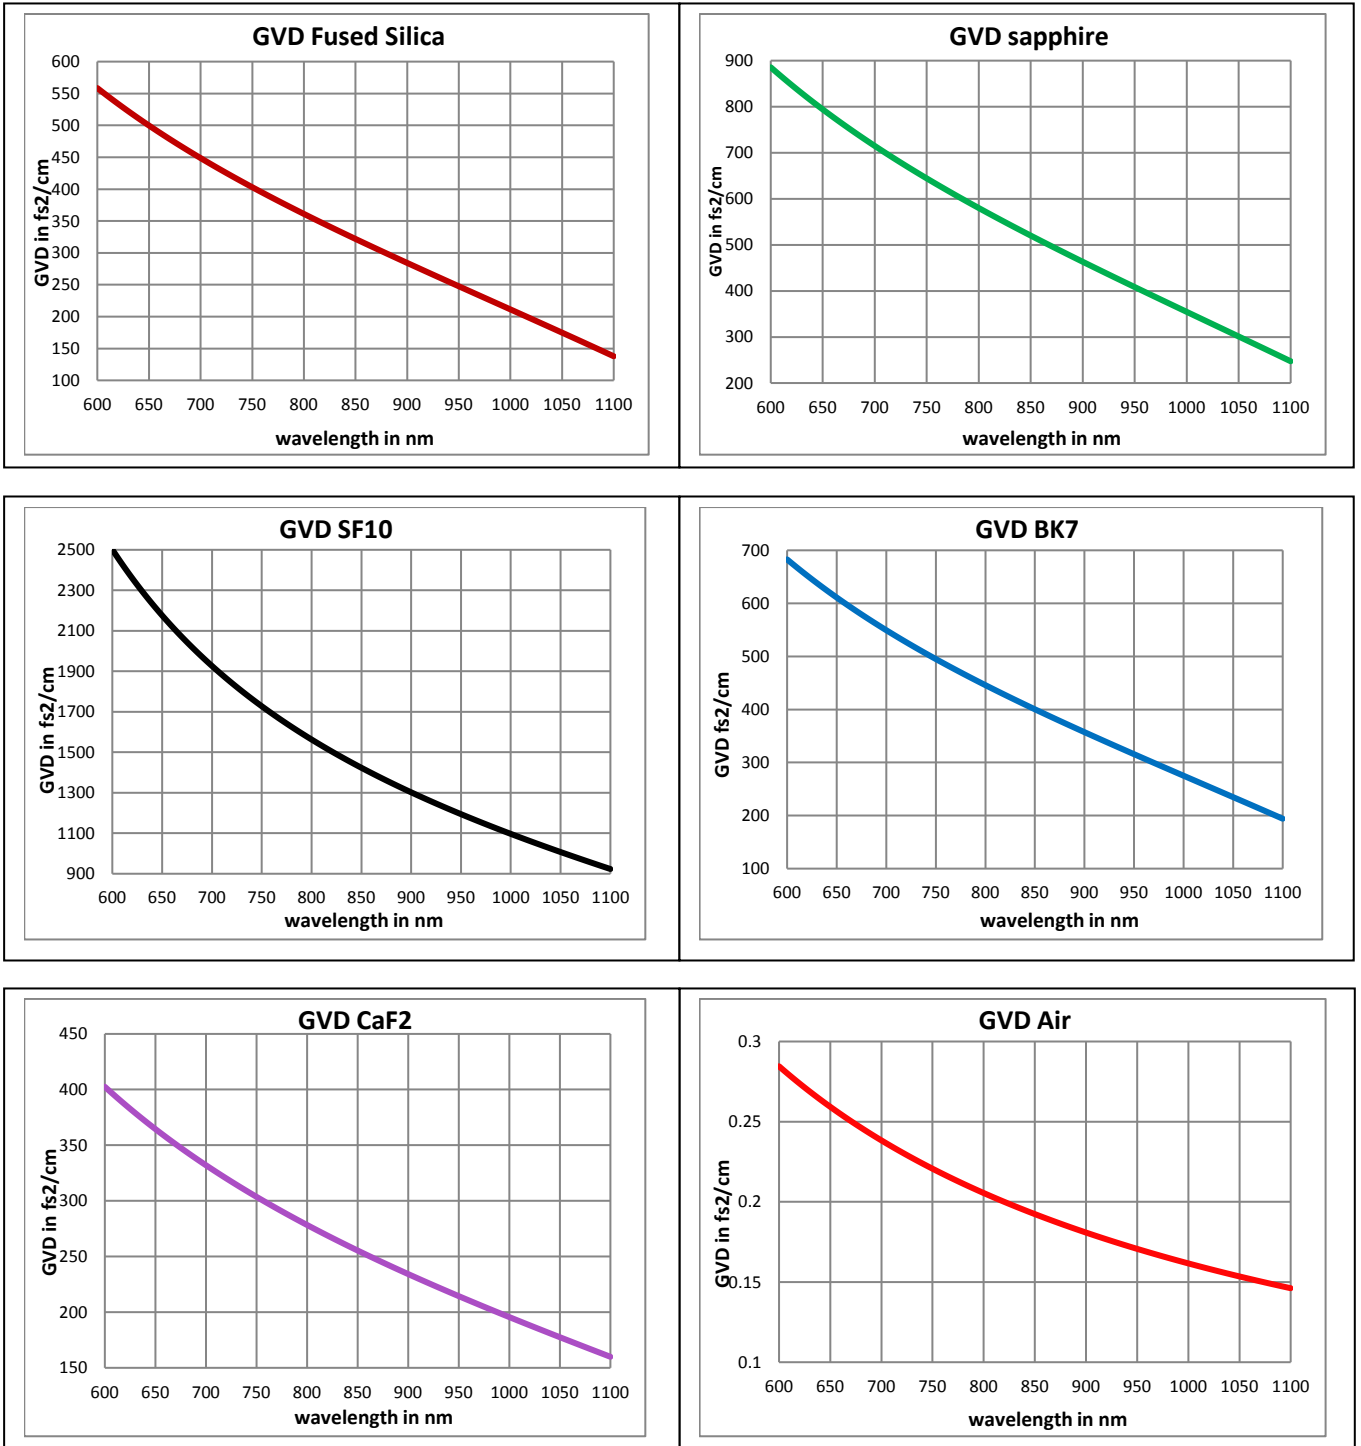 GVD Fused Silica
600
550
500
450
400
350
300
250
200
150
100
GVD in fs2/cm
600 650 700 750 800 850 900 950 1000 1050 1100
wavelength in nm
GVD sapphire
900
800
700
600
500
400
300
200
GVD in fs2/cm
600 650 700 750 800 850 900 950 1000 1050 1100
wavelength in nm
GVD SF10
2500
2300
2100
1900
1700
1500
1300
1100
900
GVD in fs2/cm
600 650 700 750 800 850 900 950 1000 1050 1100
wavelength in nm
GVD BK7
700
600
500
400
300
200
100
GVD fs2/cm
600 650 700 750 800 850 900 950 1000 1050 1100
wavelength in nm
GVD CaF2
450
400
350
300
250
200
150
GVD in fs2/cm
600 650 700 750 800 850 900 950 1000 1050 1100
wavelength in nm
GVD Air
0.3
0.25
0.2
0.15
0.1
GVD in fs2/cm
600 650 700 750 800 850 900 950 1000 1050 1100
wavelength in nm